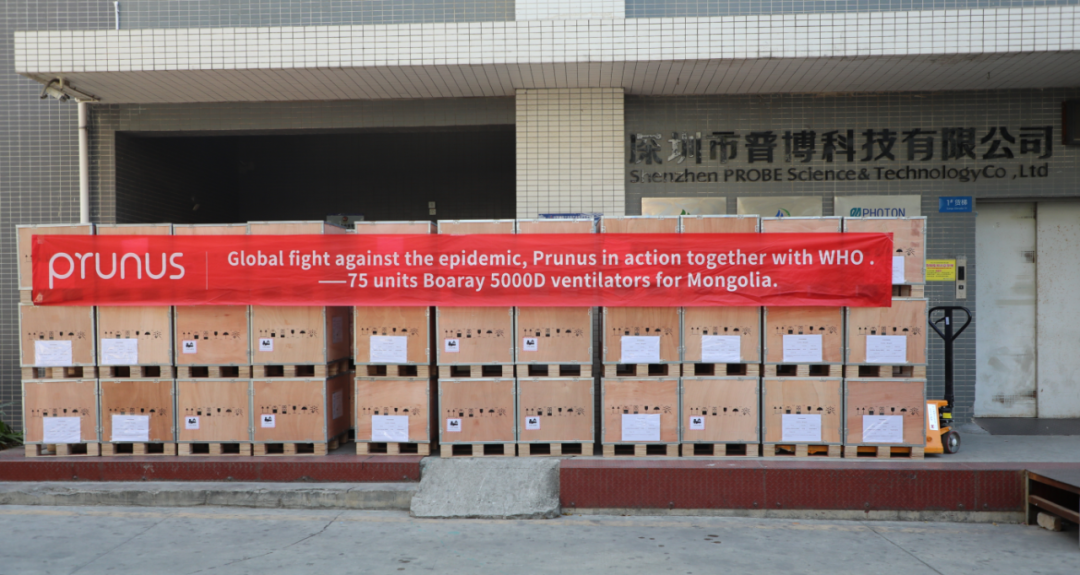 深圳市普博科技有限公司
Shenzhen PROBE Science & Technology Co ., Ltd
PHOTON
prunus
Global fight against the epidemic, Prunus in action together with WHO .
——75 units Boaray 5000D ventilators for Mongolia.